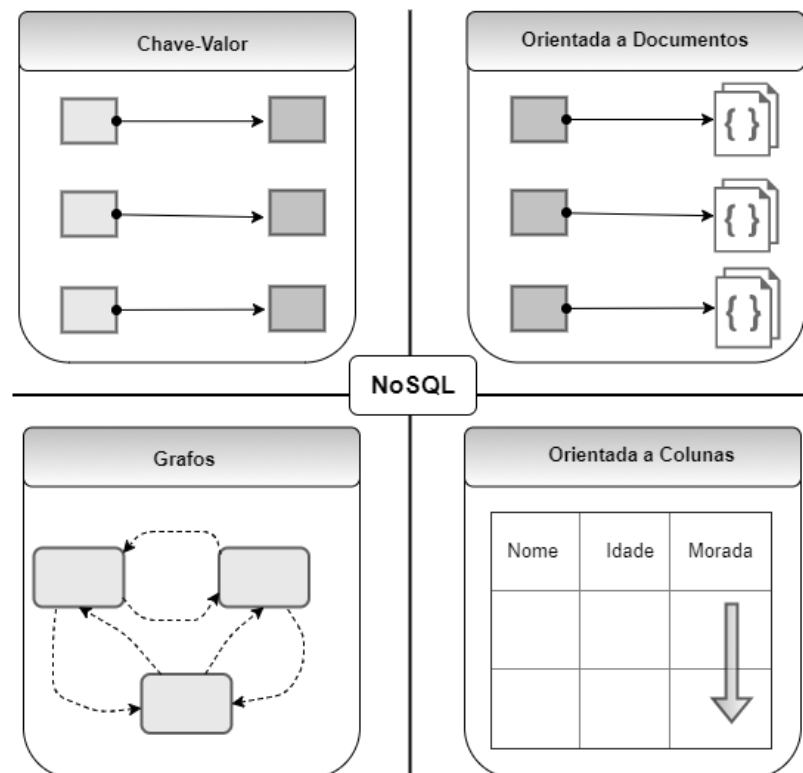 Chave-Valor
Orientada a Documentos
{ }
{ }
{ }
NoSQL
Grafos
Orientada a Colunas
Nome Idade Morada